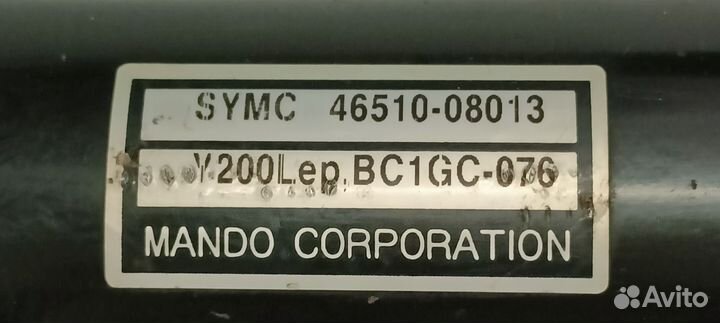 SYMC 46510-08013
Y200Lep.BC1GC-076
MANDO CORPORATION
Avito